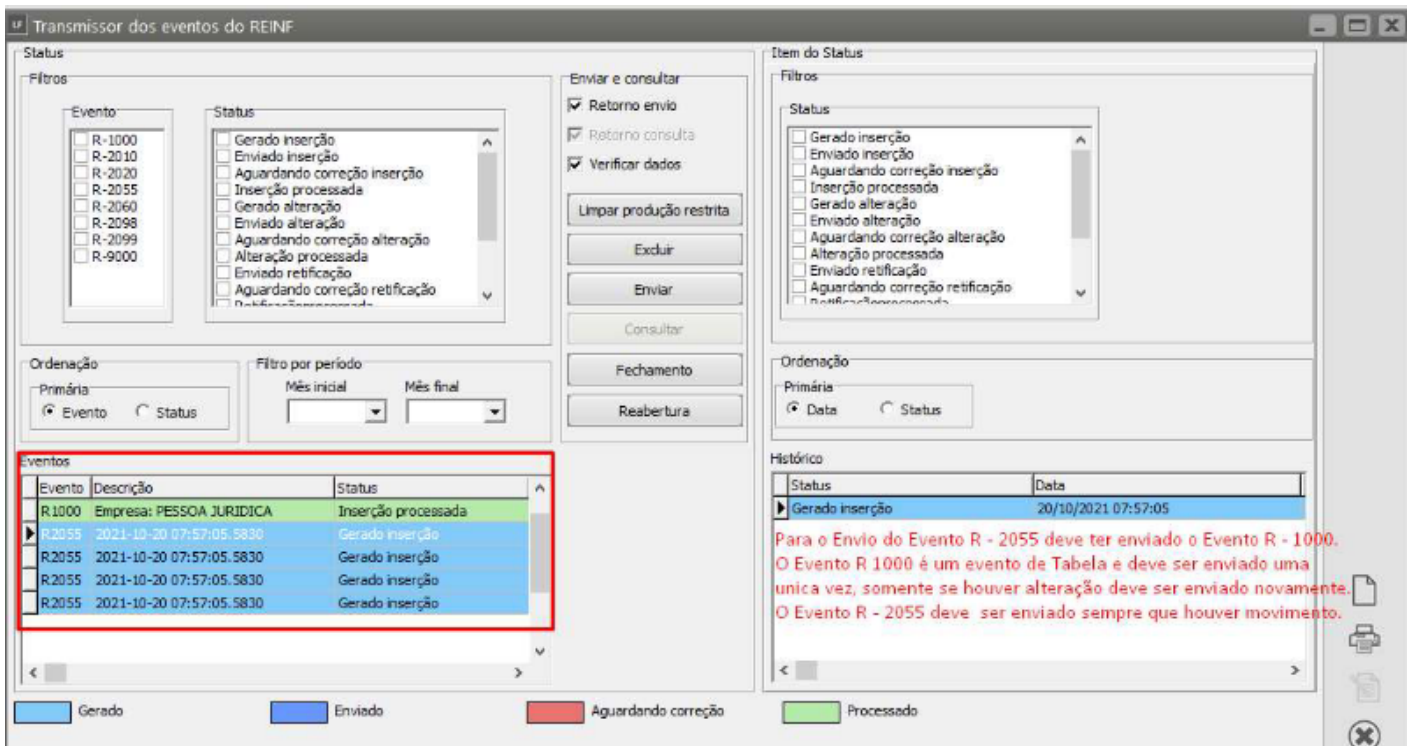 LF Transmissor dos eventos do REINF
Status
Filtros
Evento
R-1000
R-2010
R-2020
R-2055
R-2060
R-2098
R-2099
R-9000
Status
Gerado inserção
Enviado inserção
Aguardando correção inserção
Inserção processada
Gerado alteração
Enviado alteração
Aguardando correção alteração
Alteração processada
Enviado retificação
Aguardando correção retificação
Enviar e consultar
Retorno envio
Retorno consulta
Verificar dados
Limpar produção restrita
Excluir
Enviar
Consultar
Fechamento
Reabertura
Ordenação
Primária
Evento Status
Filtro por período
Mês inicial Mês final
Eventos
Evento Descrição Status
R1000 Empresa: PESSOA JURIDICA Inserção processada
R2055 2021-10-20 07:57:05.5830 Gerado inserção
R2055 2021-10-20 07:57:05.5830 Gerado inserção
R2055 2021-10-20 07:57:05.5830 Gerado inserção
R2055 2021-10-20 07:57:05.5830 Gerado inserção
Item do Status
Filtros
Status
Gerado inserção
Enviado inserção
Aguardando correção inserção
Inserção processada
Gerado alteração
Enviado alteração
Aguardando correção alteração
Alteração processada
Enviado retificação
Aguardando correção retificação
Ordenação
Primária
Data Status
Histórico
Status Data
Gerado inserção 20/10/2021 07:57:05
Para o Envio do Evento R - 2055 deve ter enviado o Evento R - 1000.
O Evento R 1000 é um evento de Tabela e deve ser enviado uma
unica vez, somente se houver alteração deve ser enviado novamente.
O Evento R - 2055 deve ser enviado sempre que houver movimento.
Gerado Enviado Aguardando correção Processado